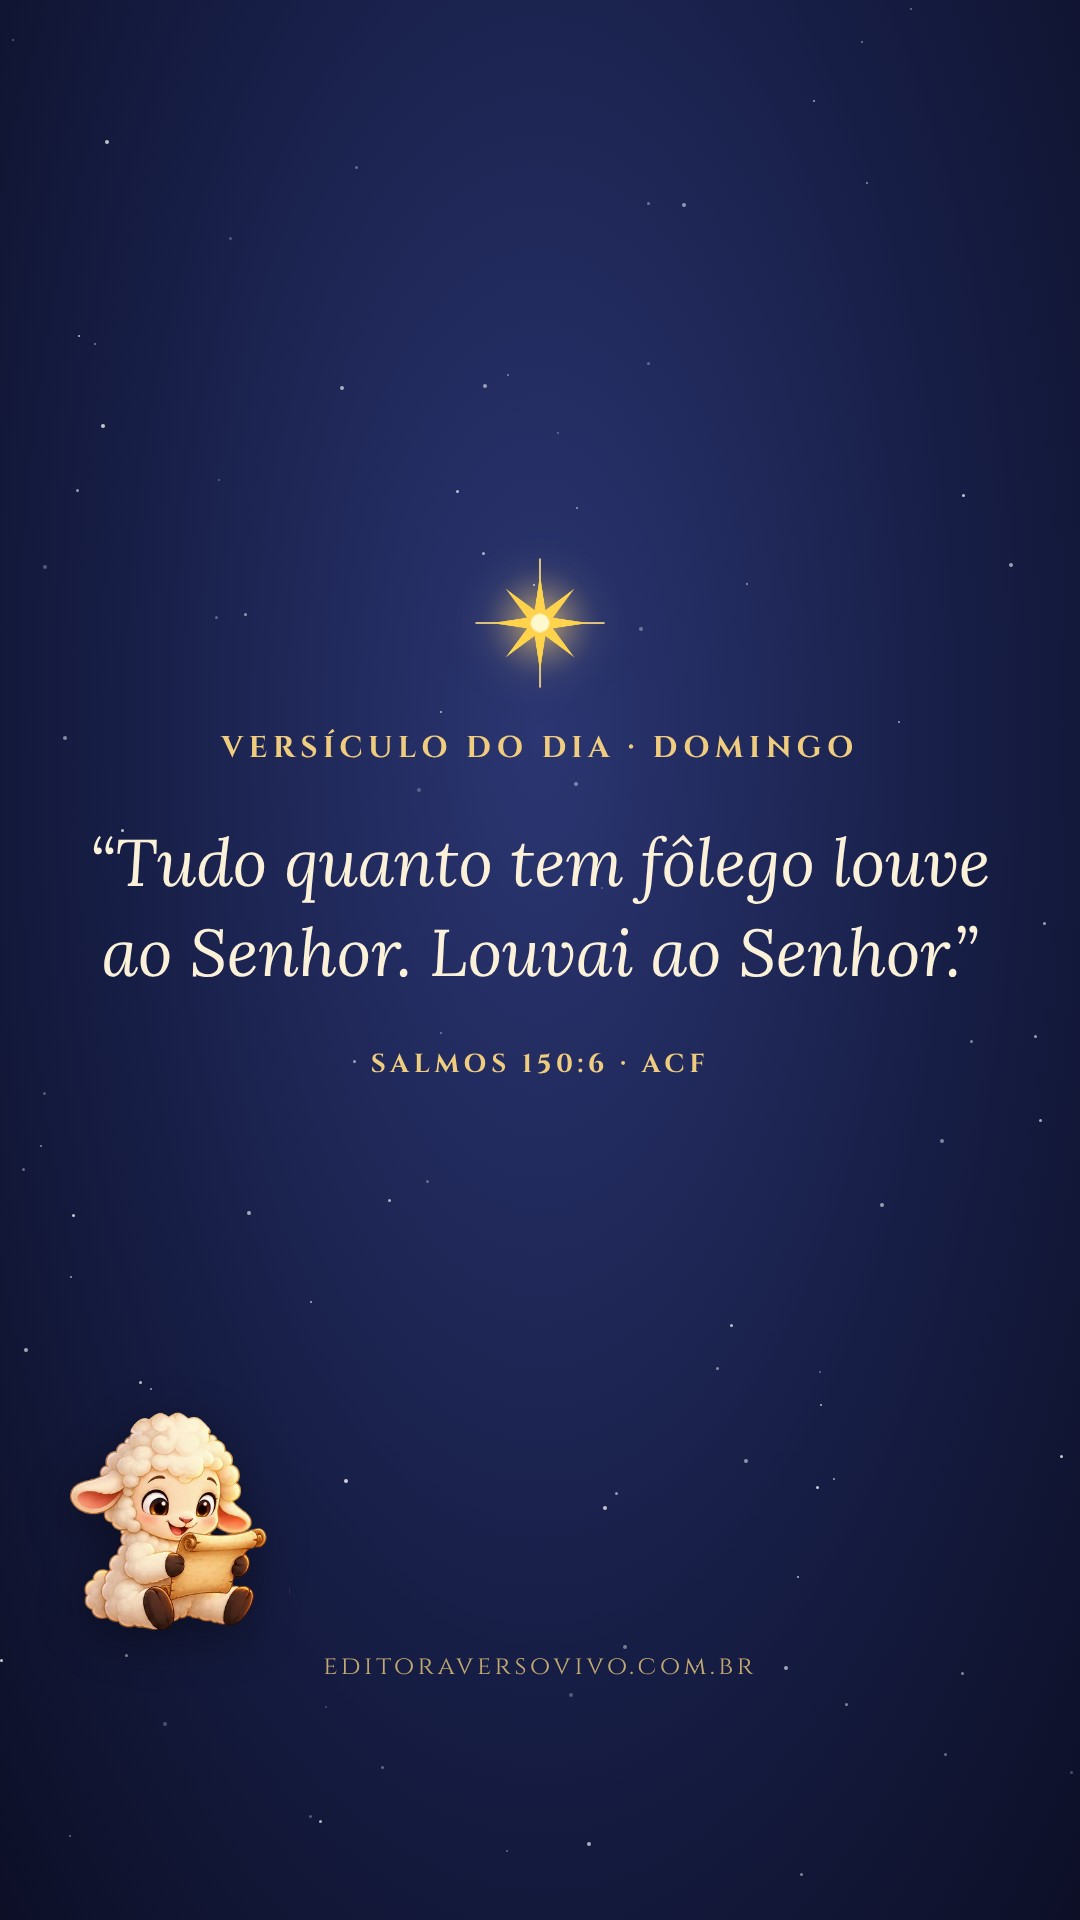 VERSÍCULO DO DIA · DOMINGO
“Tudo quanto tem fôlego louve
ao Senhor. Louvai ao Senhor.”
SALMOS 150:6 · ACF
EDITORAVERSOVIVO.COM.BR